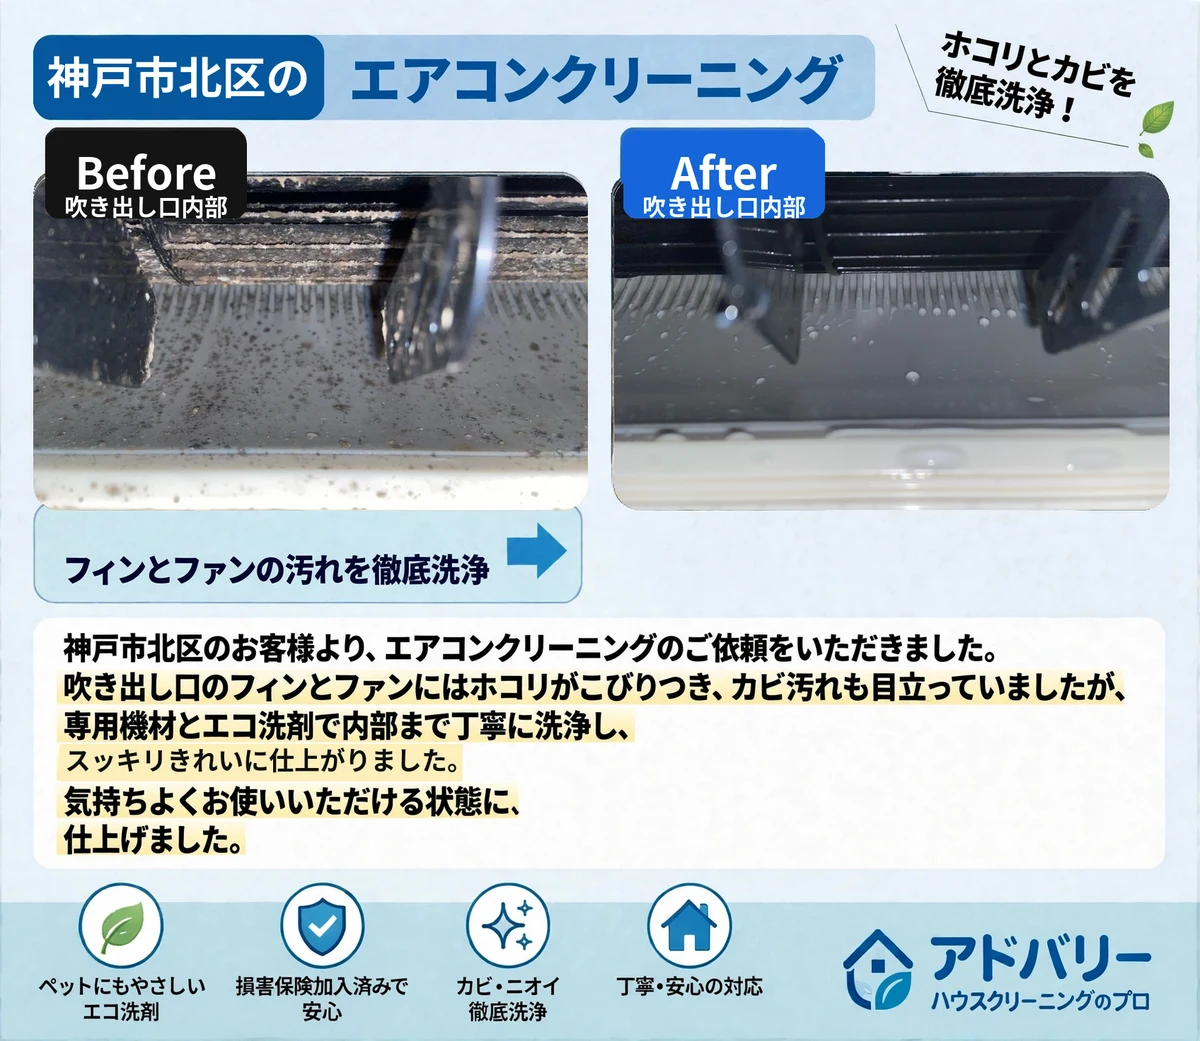 神戸市北区の エアコンクリーニング
ホコリとカビを
徹底洗浄！
Before
吹き出し口内部
After
吹き出し口内部
フィンとファンの汚れを徹底洗浄
神戸市北区のお客様より、エアコンクリーニングのご依頼をいただきました。
吹き出し口のフィンとファンにはホコリがこびりつき、カビ汚れも目立っていましたが、
専用機材とエコ洗剤で内部まで丁寧に洗浄し、
スッキリきれいに仕上がりました。
気持ちよくお使いいただける状態に、
仕上げました。
ペットにもやさしい
エコ洗剤
損害保険加入済みで
安心
カビ・ニオイ
徹底洗浄
丁寧・安心の対応
アドバリー
ハウスクリーニングのプロ